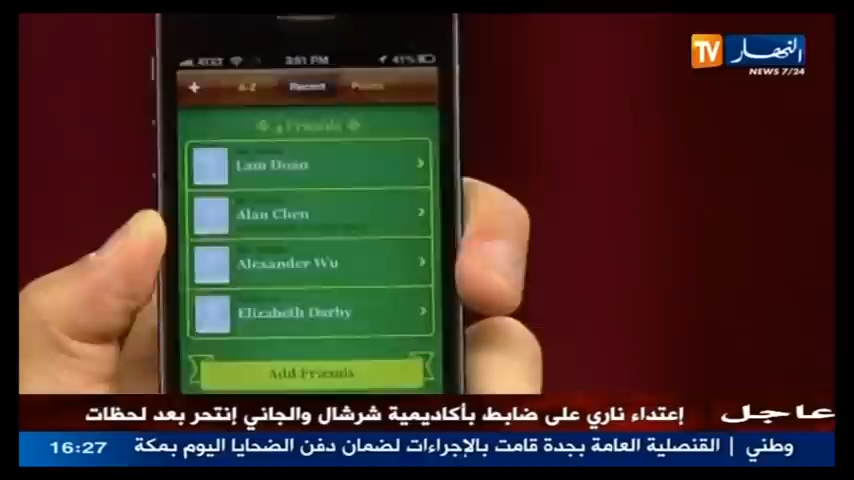 AT&T 3:51 PM 41%
TV النهار
NEWS 7/24
+ A-Z Recent Points
4 Friends
Lam Doan
Alan Chen
Alexander Wu
Elizabeth Darby
Add Friends
عاجل إعتداء ناري على ضابط بأكاديمية شرشال والجاني إنتحر بعد لحظات
وطني | القنصلية العامة بجدة قامت بالإجراءات لضمان دفن الضحايا اليوم بمكة 16:27